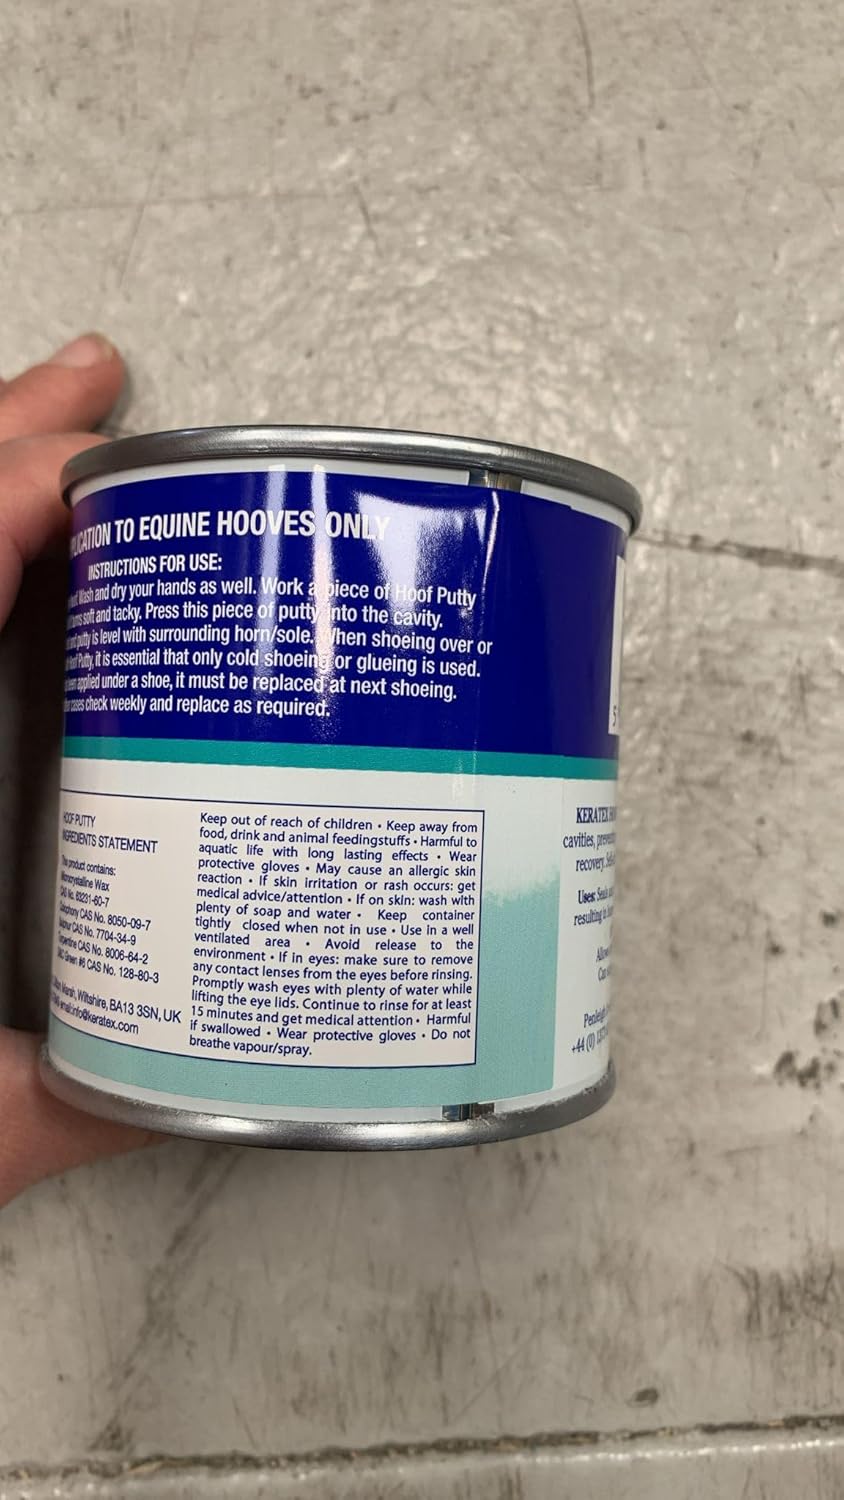 TO EQUINE HOOVES ONLY
INSTRUCTIONS FOR USE:
Wash and dry your hands as well. Work a piece of Hoof Putty
soft and tacky. Press this piece of putty into the cavity.
putty is level with surrounding horn/sole. When shoeing over or
Hoof Putty, it is essential that only cold shoeing or glueing is used.
applied under a shoe, it must be replaced at next shoeing.
cases check weekly and replace as required.
HOOF PUTTY
INGREDIENTS STATEMENT
product contains:
Wax
CAS No.
CAS No. 8050-09-7
CAS No. 7704-34-9
CAS No. 8006-64-2
Green #6 CAS No. 128-80-3
Marsh, Wiltshire, BA13 3SN, UK
email:info@keratex.com
Keep out of reach of children • Keep away from
food, drink and animal feedingstuffs • Harmful to
aquatic life with long lasting effects • Wear
protective gloves • May cause an allergic skin
reaction • If skin irritation or rash occurs: get
medical advice/attention • If on skin: wash with
plenty of soap and water • Keep container
tightly closed when not in use • Use in a well
ventilated area • Avoid release to the
environment • If in eyes: make sure to remove
any contact lenses from the eyes before rinsing.
Promptly wash eyes with plenty of water while
lifting the eye lids. Continue to rinse for at least
15 minutes and get medical attention • Harmful
if swallowed • Wear protective gloves • Do not
breathe vapour/spray.
KERATEX
cavities,
recovery.
Uses:
resulting
Penleigh
+44 (0)